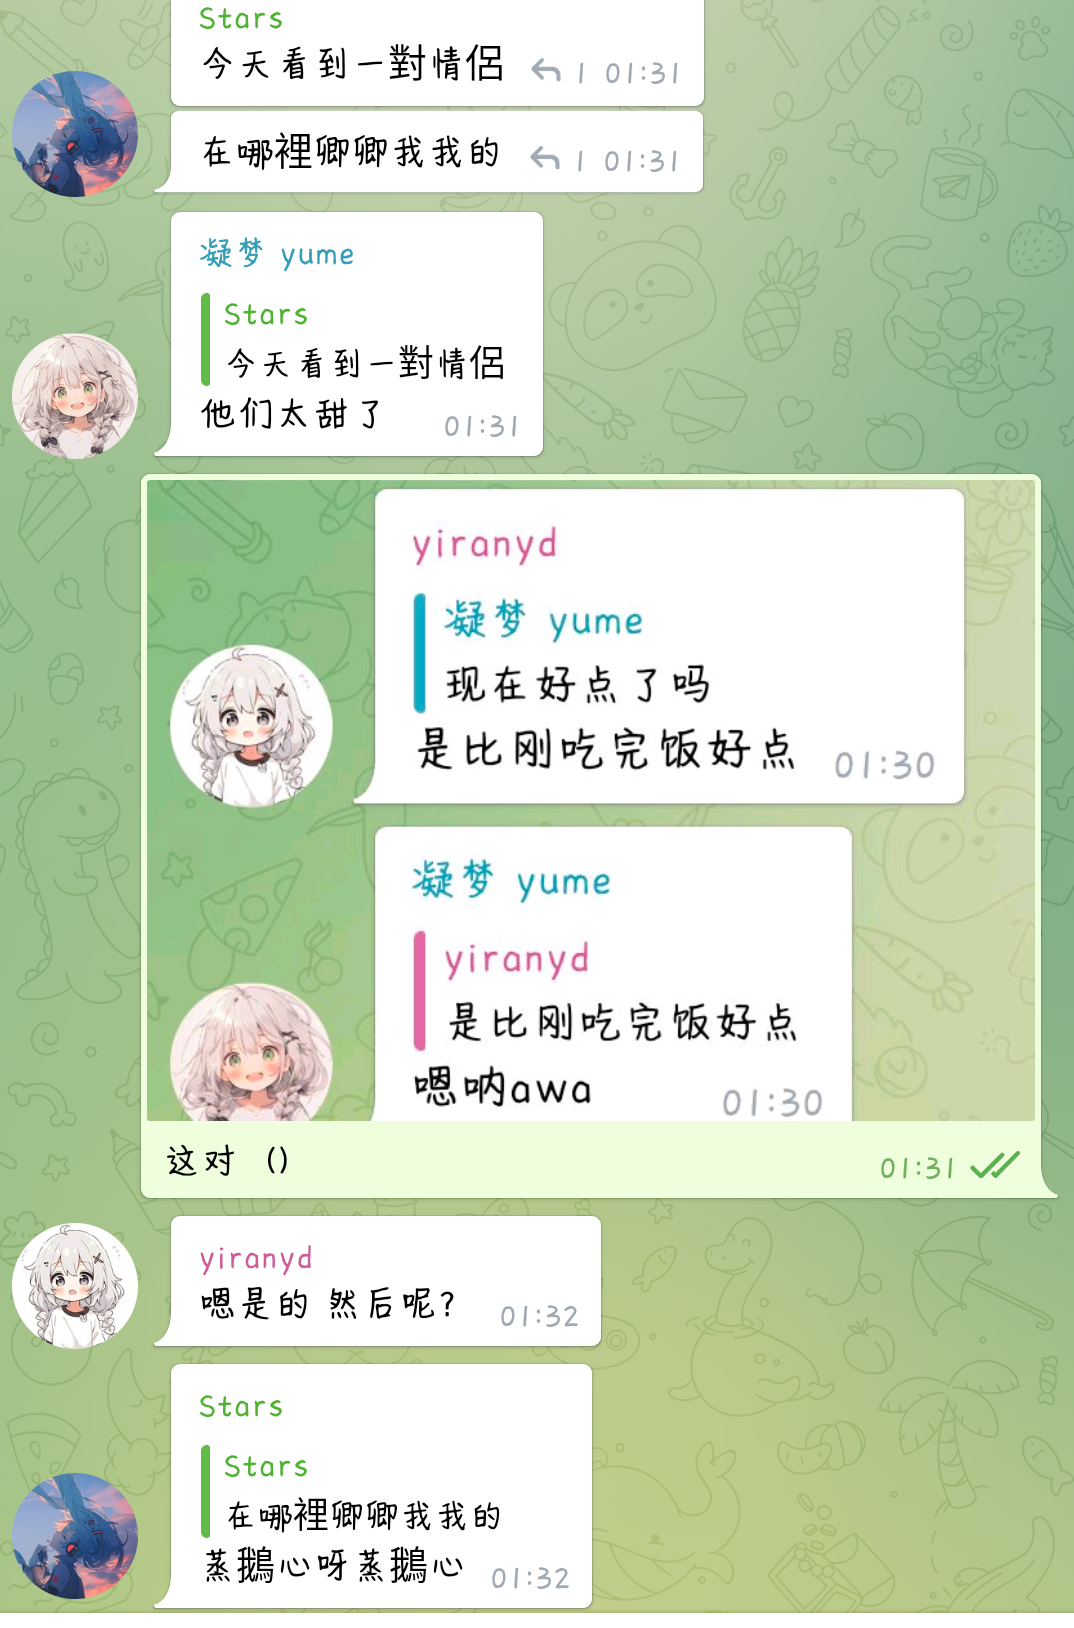 Stars
今天看到一對情侶 1 01:31
在哪裡卿卿我我的 1 01:31
凝梦 yume
Stars
今天看到一對情侶
他们太甜了 01:31
yiranyd
凝梦 yume
现在好点了吗
是比刚吃完饭好点 01:30
凝梦 yume
yiranyd
是比刚吃完饭好点
嗯呐awa 01:30
这对 () 01:31
yiranyd
嗯是的 然后呢? 01:32
Stars
Stars
在哪裡卿卿我我的
蒸鵝心呀蒸鵝心 01:32